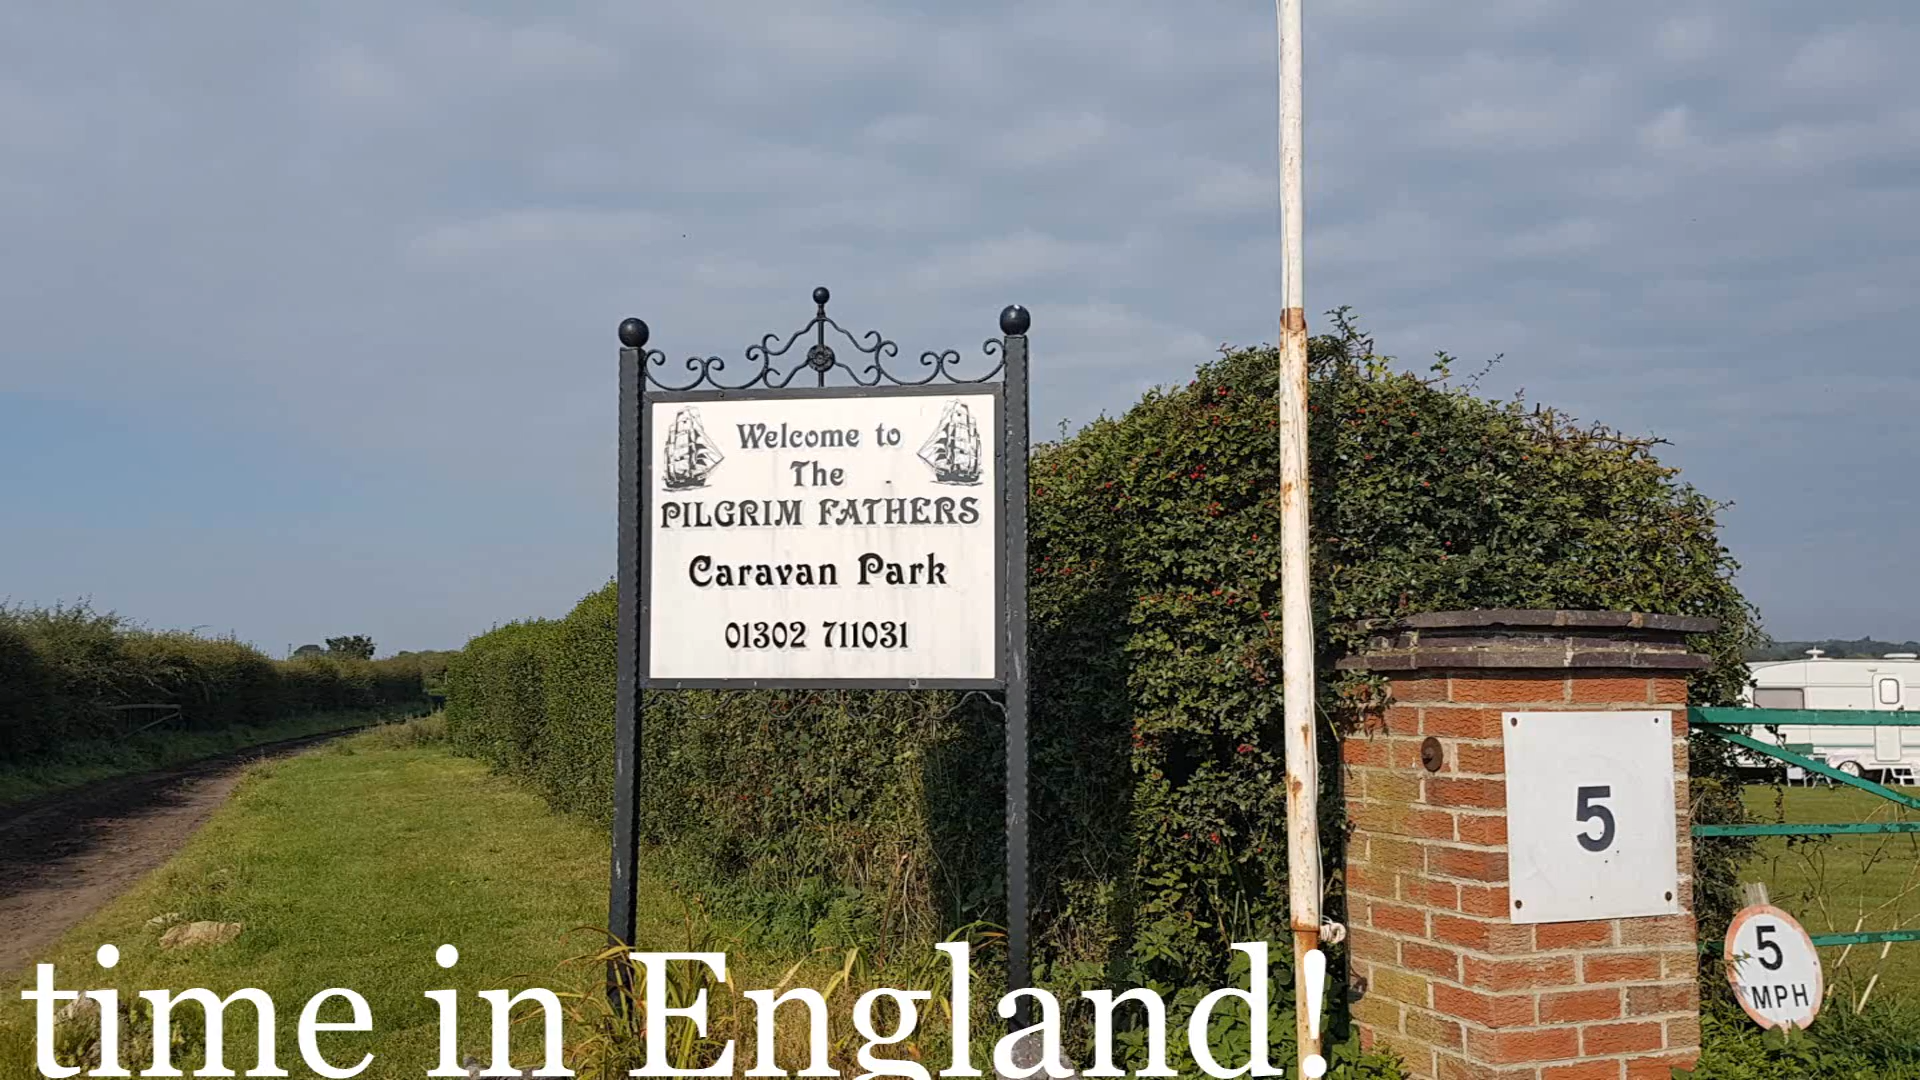 Welcome to
The
PILGRIM FATHERS
Caravan Park
01302 711031
5
5
MPH
time in England!